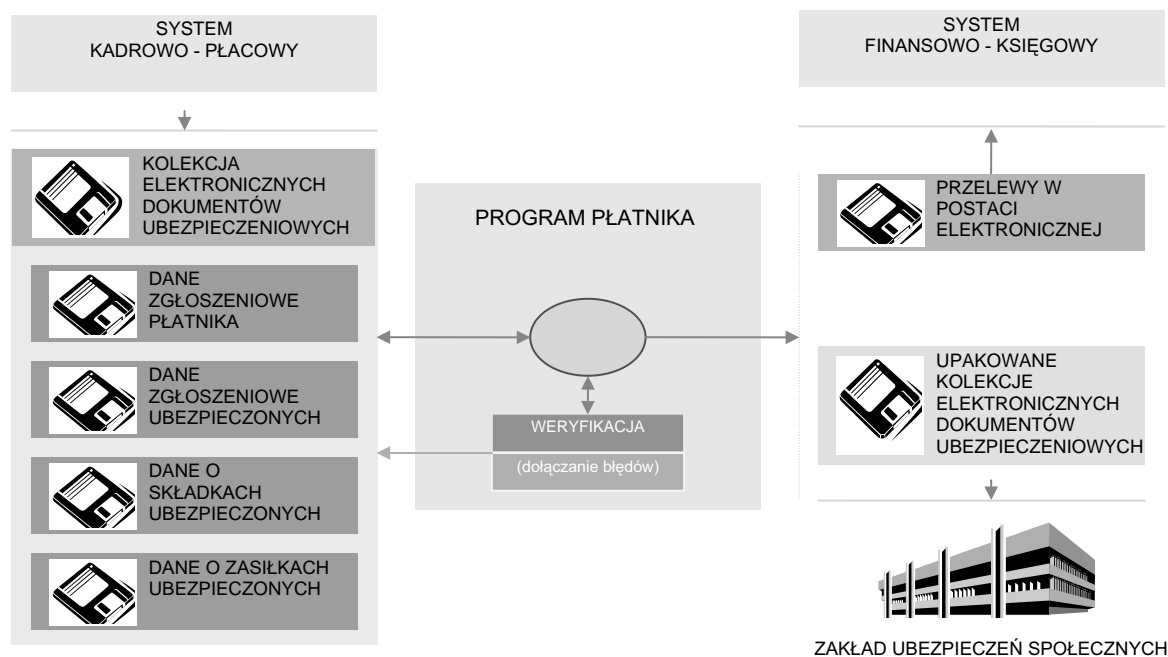 SYSTEM
KADROWO - PŁACOWY
KOLEKCJA
ELEKTRONICZNYCH
DOKUMENTÓW
UBEZPIECZENIOWYCH
DANE
ZGŁOSZENIOWE
PŁATNIKA
DANE
ZGŁOSZENIOWE
UBEZPIECZONYCH
DANE O
SKŁADKACH
UBEZPIECZONYCH
DANE O ZASIŁKACH
UBEZPIECZONYCH
PROGRAM PŁATNIKA
WERYFIKACJA
(dołączanie błędów)
SYSTEM
FINANSOWO - KSIĘGOWY
PRZELEWY W
POSTACI
ELEKTRONICZNEJ
UPAKOWANE
KOLEKCJE
ELEKTRONICZNYCH
DOKUMENTÓW
UBEZPIECZENIOWYCH
ZAKŁAD UBEZPIECZEŃ SPOŁECZNYCH